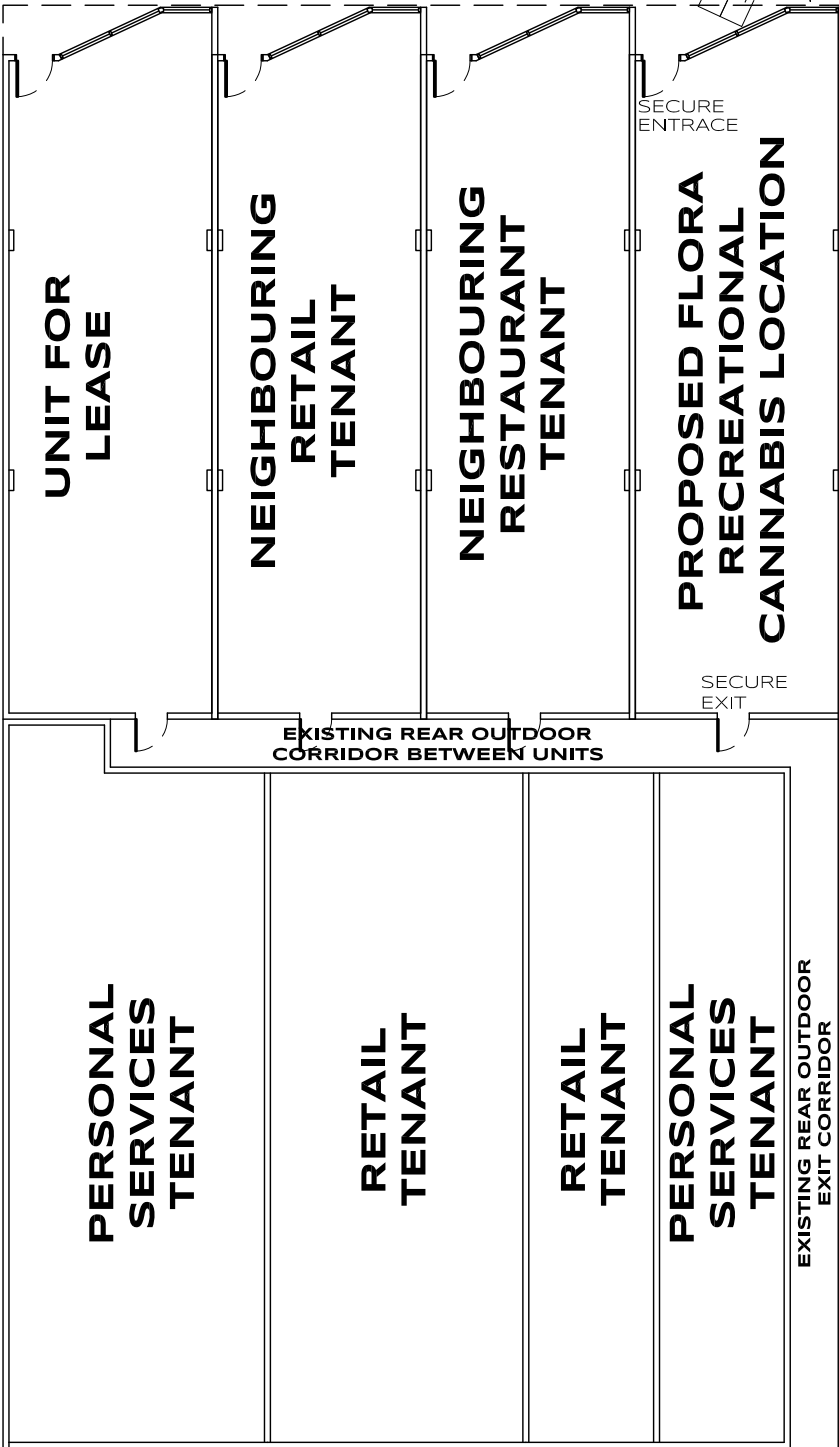 SECURE
ENTRACE
UNIT FOR
LEASE
NEIGHBOURING
RETAIL
TENANT
NEIGHBOURING
RESTAURANT
TENANT
PROPOSED FLORA
RECREATIONAL
CANNABIS LOCATION
SECURE
EXIT
EXISTING REAR OUTDOOR
CORRIDOR BETWEEN UNITS
PERSONAL
SERVICES
TENANT
RETAIL
TENANT
RETAIL
TENANT
PERSONAL
SERVICES
TENANT
EXISTING REAR OUTDOOR
EXIT CORRIDOR